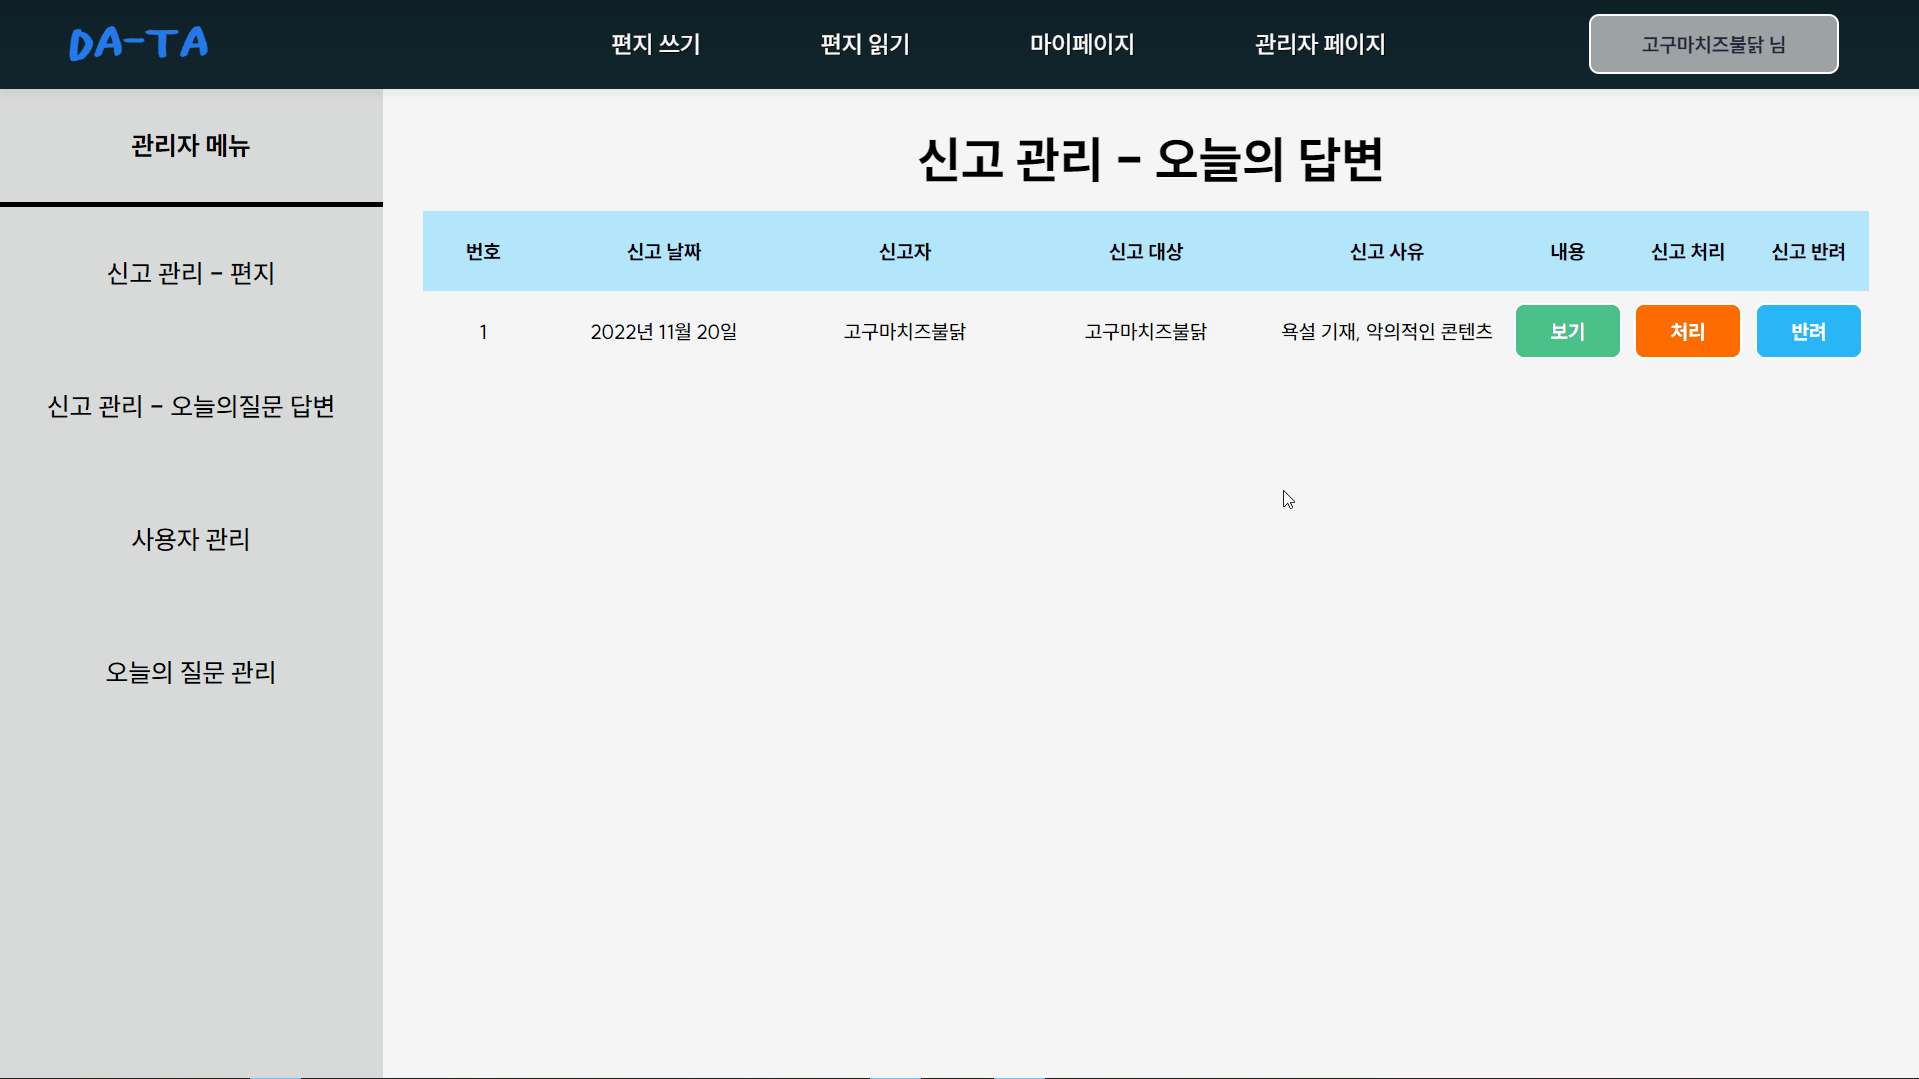 DA-TA
편지 쓰기 편지 읽기 마이페이지 관리자 페이지 고구마치즈불닭 님
관리자 메뉴
신고 관리 - 편지
신고 관리 - 오늘의질문 답변
사용자 관리
오늘의 질문 관리
신고 관리 - 오늘의 답변
번호 신고 날짜 신고자 신고 대상 신고 사유 내용 신고 처리 신고 반려
1 2022년 11월 20일 고구마치즈불닭 고구마치즈불닭 욕설 기재, 악의적인 콘텐츠 보기 처리 반려